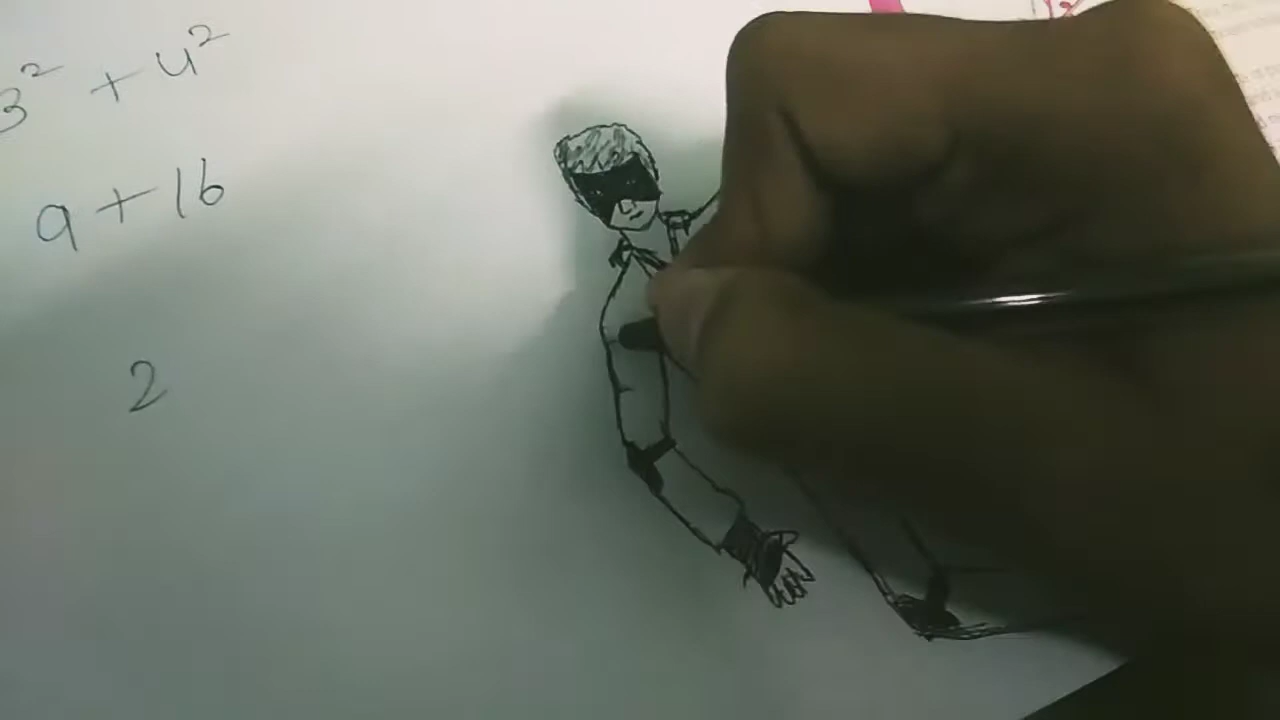 3² + 4²
9 + 16
2